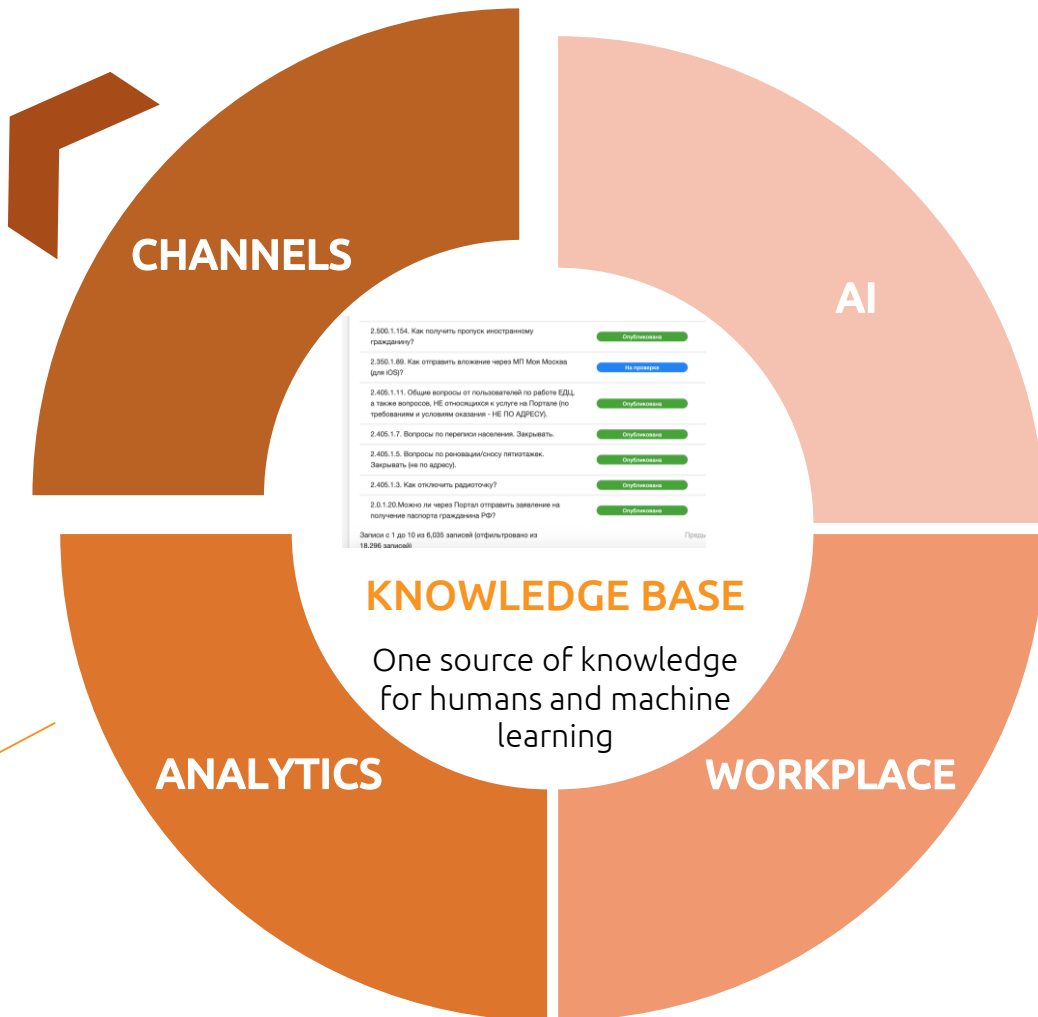 CHANNELS
AI
2.500.1.154. Как получить пропуск иностранному
гражданину?
Опубликована
2.350.1.89. Как отправить вложение через МП Моя Москва
(для iOS)?
На проверке
2.405.1.11. Общие вопросы от пользователей по работе ЕДЦ,
а также вопросов, НЕ относящихся к услуге на Портале (по
требованиям и условиям оказания - НЕ ПО АДРЕСУ).
Опубликована
2.405.1.7. Вопросы по переписи населения. Закрывать.
Опубликована
2.405.1.5. Вопросы по реновации/сносу пятиэтажек.
Закрывать (не по адресу).
Опубликована
2.405.1.3. Как отключить радиоточку?
Опубликована
2.0.1.20.Можно ли через Портал отправить заявление на
получение паспорта гражданина РФ?
Опубликована
Записи с 1 до 10 из 6,035 записей (отфильтровано из
18,296 записей)
Преды
KNOWLEDGE BASE
One source of knowledge
for humans and machine
learning
ANALYTICS
WORKPLACE